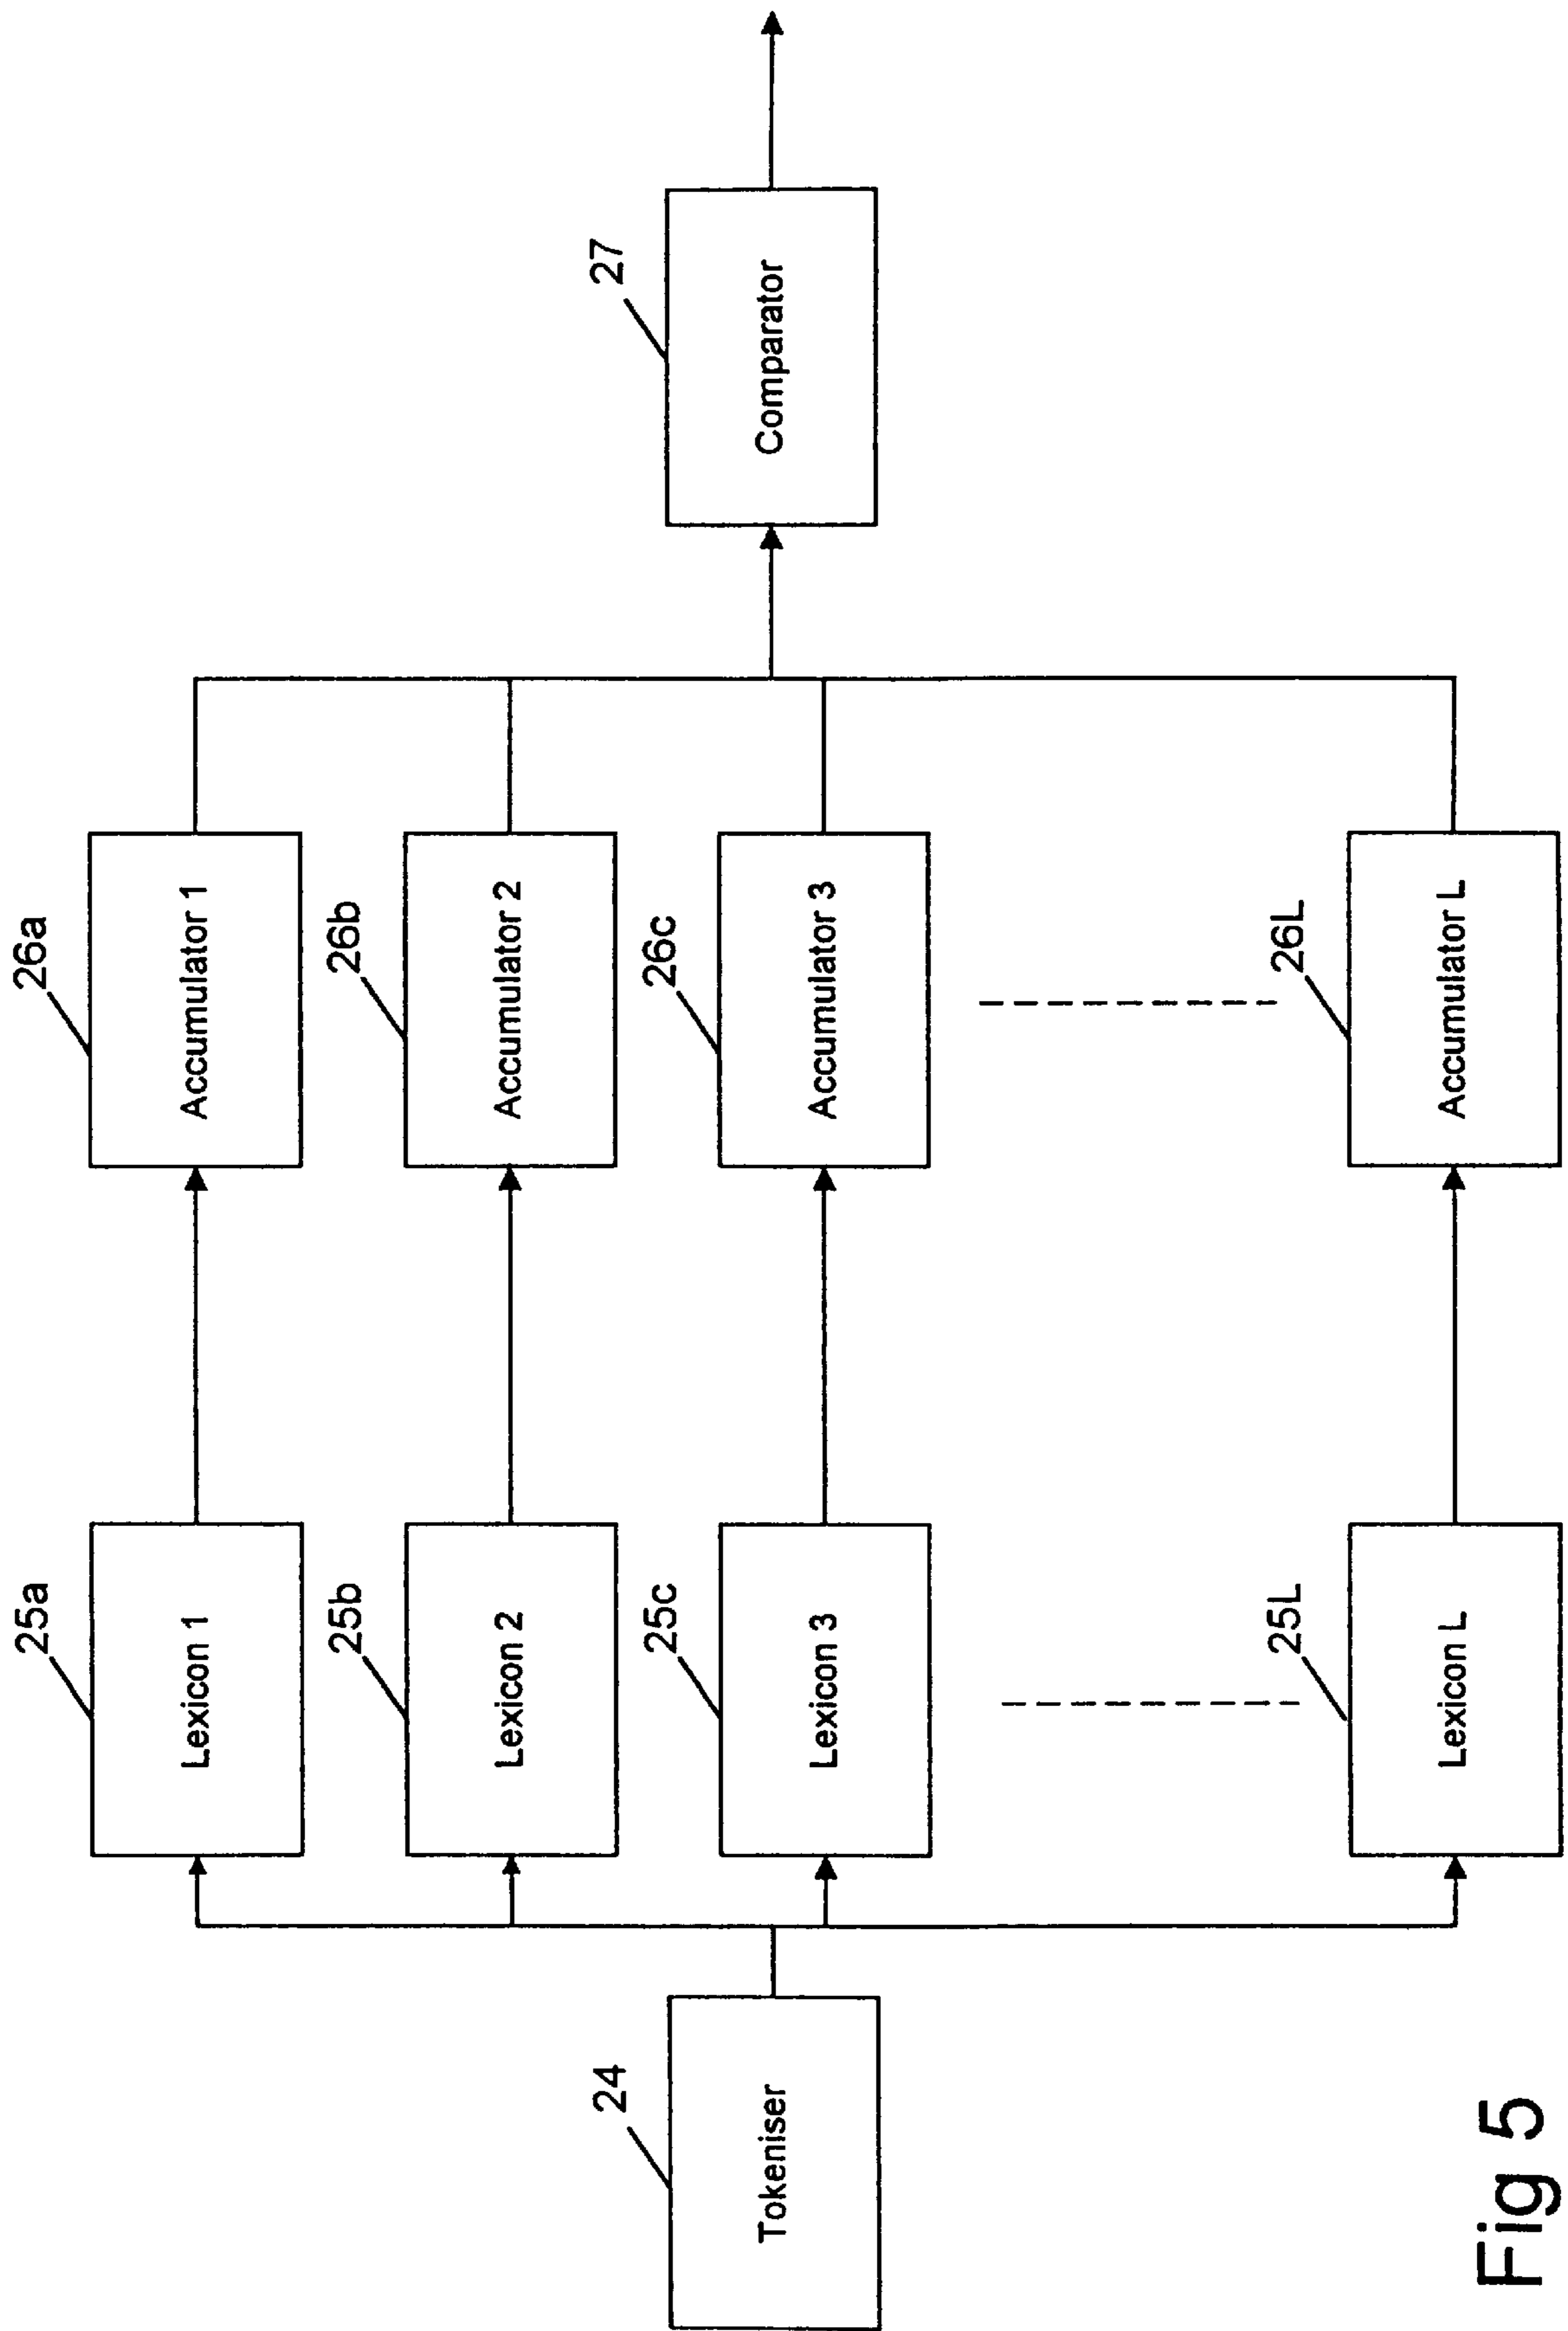 26a
26b
26c
26L
25a
25b
25c
25L
24
27
Tokeniser
Lexicon 1
Lexicon 2
Lexicon 3
Lexicon L
Accumulator 1
Accumulator 2
Accumulator 3
Accumulator L
Comparator
Fig 5